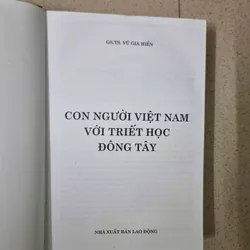 GS.TS. VŨ GIA HIỀN
CON NGƯỜI VIỆT NAM
VỚI TRIẾT HỌC
ĐÔNG TÂY
NHÀ XUẤT BẢN LAO ĐỘNG